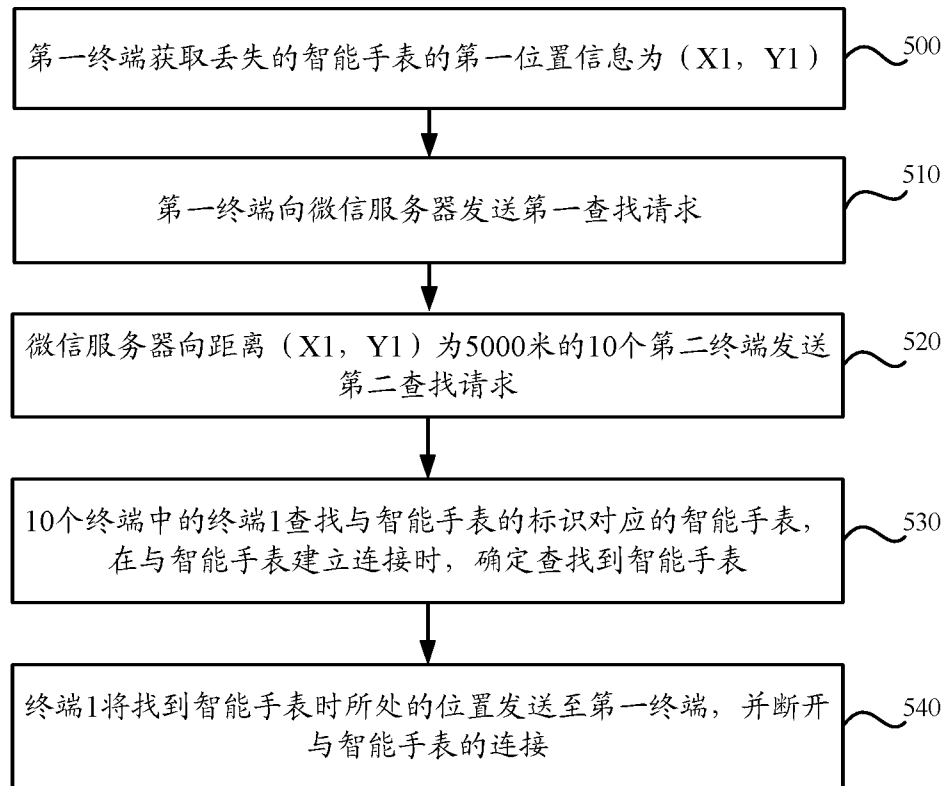 第一终端获取丢失的智能手表的第一位置信息为（X1，Y1）
500
第一终端向微信服务器发送第一查找请求
510
微信服务器向距离（X1，Y1）为5000米的10个第二终端发送
第二查找请求
520
10个终端中的终端1查找与智能手表的标识对应的智能手表，
在与智能手表建立连接时，确定查找到智能手表
530
终端1将找到智能手表时所处的位置发送至第一终端，并断开
与智能手表的连接
540